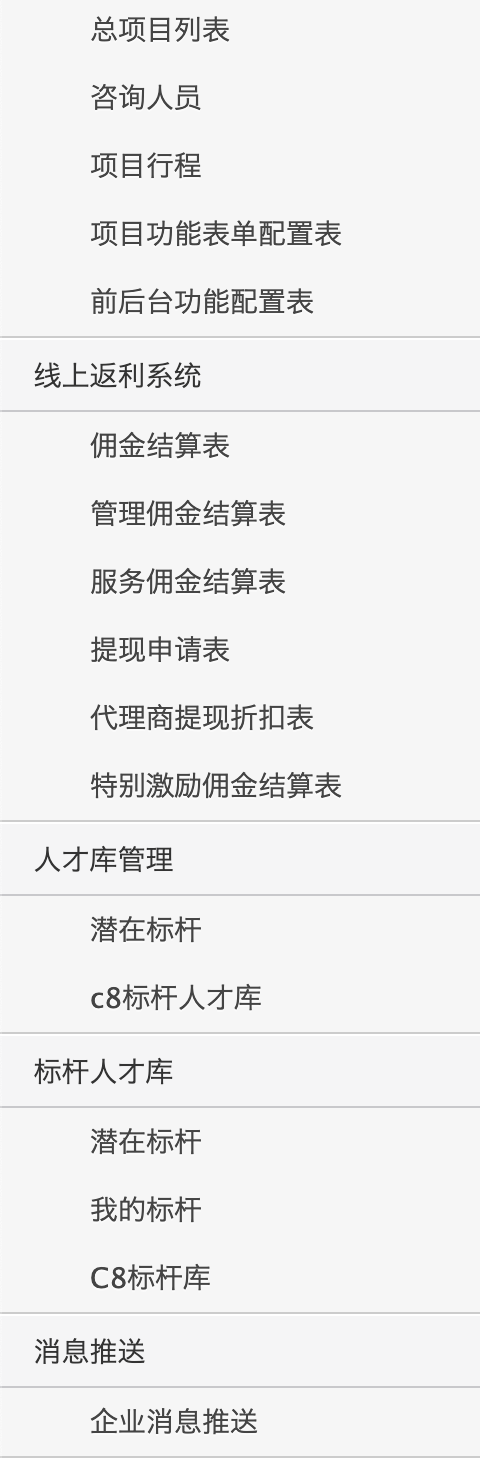 总项目列表
咨询人员
项目行程
项目功能表单配置表
前后台功能配置表
线上返利系统
佣金结算表
管理佣金结算表
服务佣金结算表
提现申请表
代理商提现折扣表
特别激励佣金结算表
人才库管理
潜在标杆
c8标杆人才库
标杆人才库
潜在标杆
我的标杆
C8标杆库
消息推送
企业消息推送